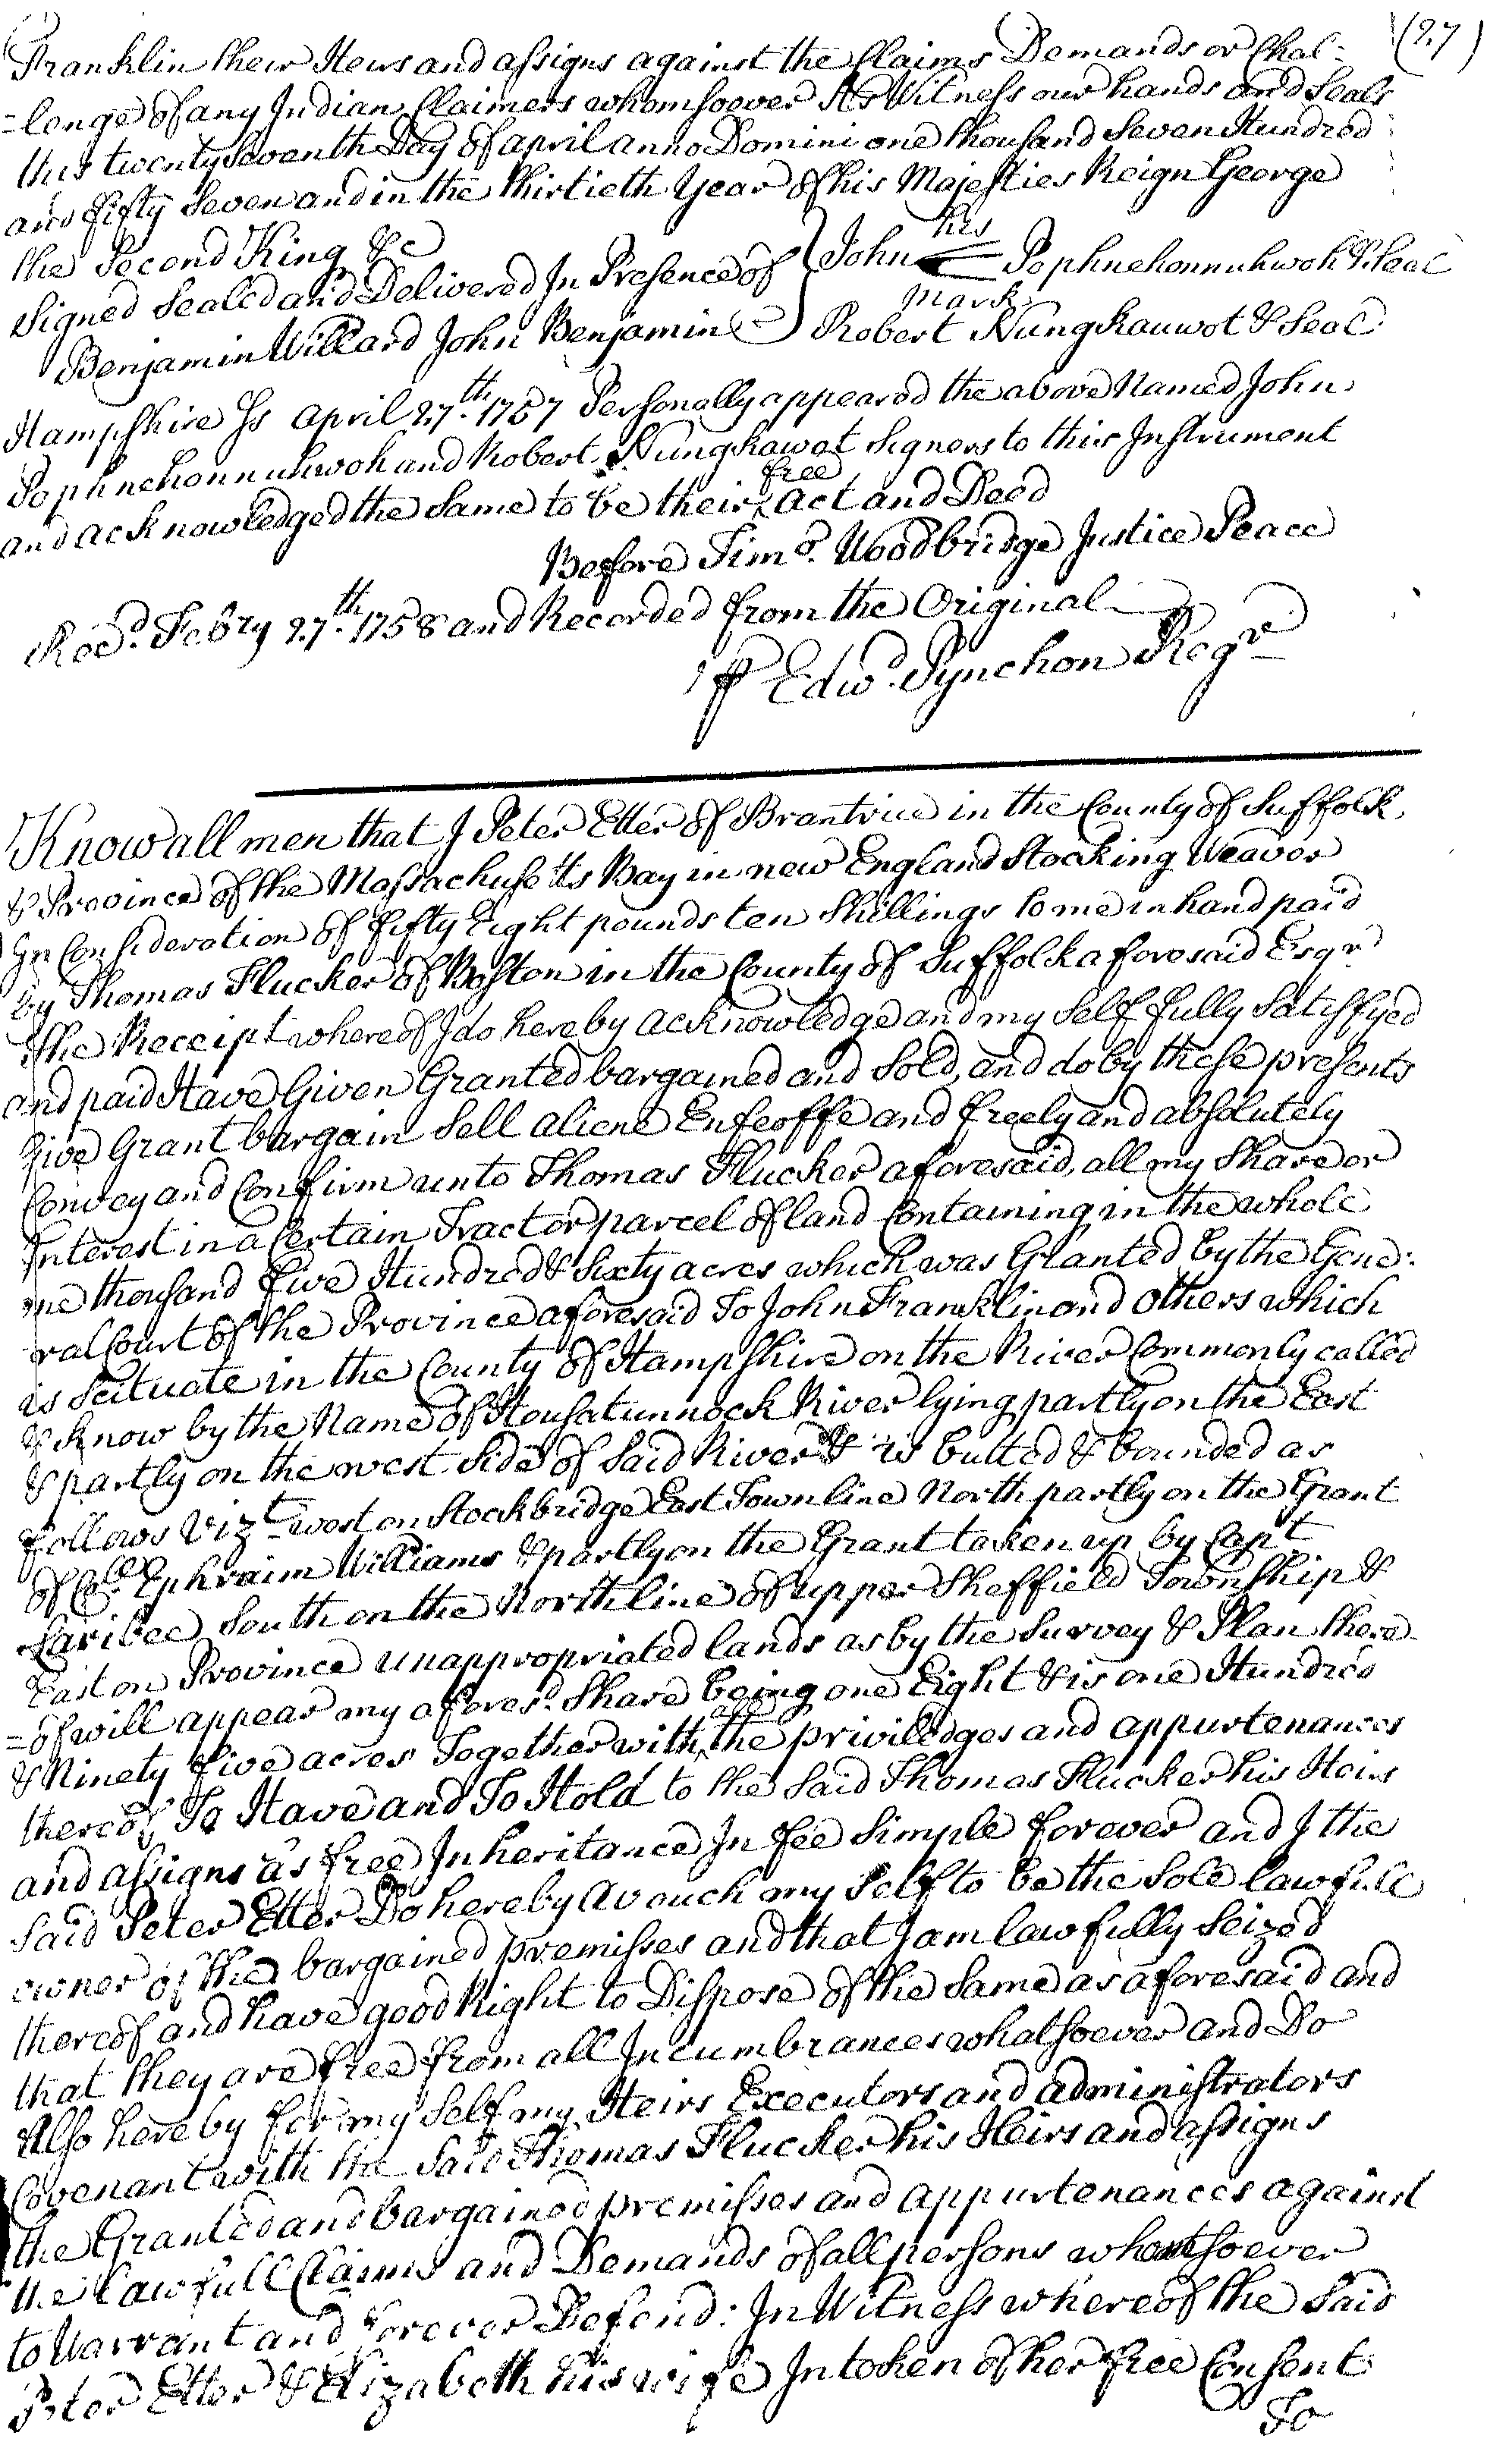 (27)
Franklin their Heirs and assigns against the Claims Demands or Chal-
=lenge of any Indian Claimers whomsoever As Witness our hands and Seals
this twenty Seventh Day of april anno Domini one thousand Seven Hundred
and fifty Seven and in the thirtieth Year of his Majesties Reign George
the Second King &c
Signed Sealed and Delivered In Presence of } John his mark Pophnehonnuhwoh & Seal
Benjamin Willard John Benjamin } Robert Nungkauwot & Seal
Hampshire Ss April 27th. 1757 Personally appeared the above Named John
Pophnehonnuhwoh and Robert Nungkawat Signers to this Instrument
and acknowledged the Same to be their free Act and Deed
Before Timo. Woodbridge Justice Peace
Recd. Febry 27th. 1758 and Recorded from the Original
P Edwd. Pynchon Regr
Know all men that I Peter Etter of Brantrice in the County of Suffolk,
& Province of the Massachusetts Bay in new England Stocking Weaver
In Consideration of fifty Eight pounds ten Shillings to me in hand paid
by Thomas Flucker of Boston in the County of Suffolk aforesaid Esqr
the Receipt whereof I do hereby acknowledge and my Self fully Satisfyed
and paid Have Given Granted bargained and Sold, and do by these presents
Give Grant bargain Sell aliene Enfeoffe and freely and absolutely
Convey and Confirm unto Thomas Flucker aforesaid, all my Share or
Interest in a Certain Tract or parcel of land Containing in the whole
one thousand five Hundred & Sixty acres which was Granted by the Gene:
ral Court of the Province aforesaid To John Franklin and others which
is Scituate in the County of Hampshire on the River Commonly called
& know by the Name of Housatunnock River lying partly on the East
& partly on the west Side of Said River & is butted & bounded as
follows Vizt west on Stockbridge East Town line North partly on the Grant
of Coll. Ephraim Williams & partly on the Grant taken up by Capt
Laribee South on the North line of upper Sheffield Township &
East on Province unappropriated lands as by the Survey & Plan there-
=of will appear my afores.d Share being one Eight & is one Hundred
& Ninety five acres Together with all the priviledges and appurtenances
thereof To Have and To Hold to the Said Thomas Flucker his Heirs
and assigns as free Inheritance In fee Simple forever and I the
Said Peter Etter Do hereby Avouch my Self to be the Sole lawfull
owner of the bargained premisses and that I am lawfully Seized
thereof and have good Right to Dispose of the Same as aforesaid and
that they are free from all Incumbrances whatsoever and Do
Also hereby for my Self my Heirs Executors and administrators
Covenant with the Said Thomas Flucker his Heirs and assigns
the Granted and bargained premisses and appurtenances against
the lawfull Claims and Demands of all persons whatsoever
to Warrant and forever Defend: In Witness whereof the Said
Peter Etter & Elizabeth his wife In token of her free Consent
To